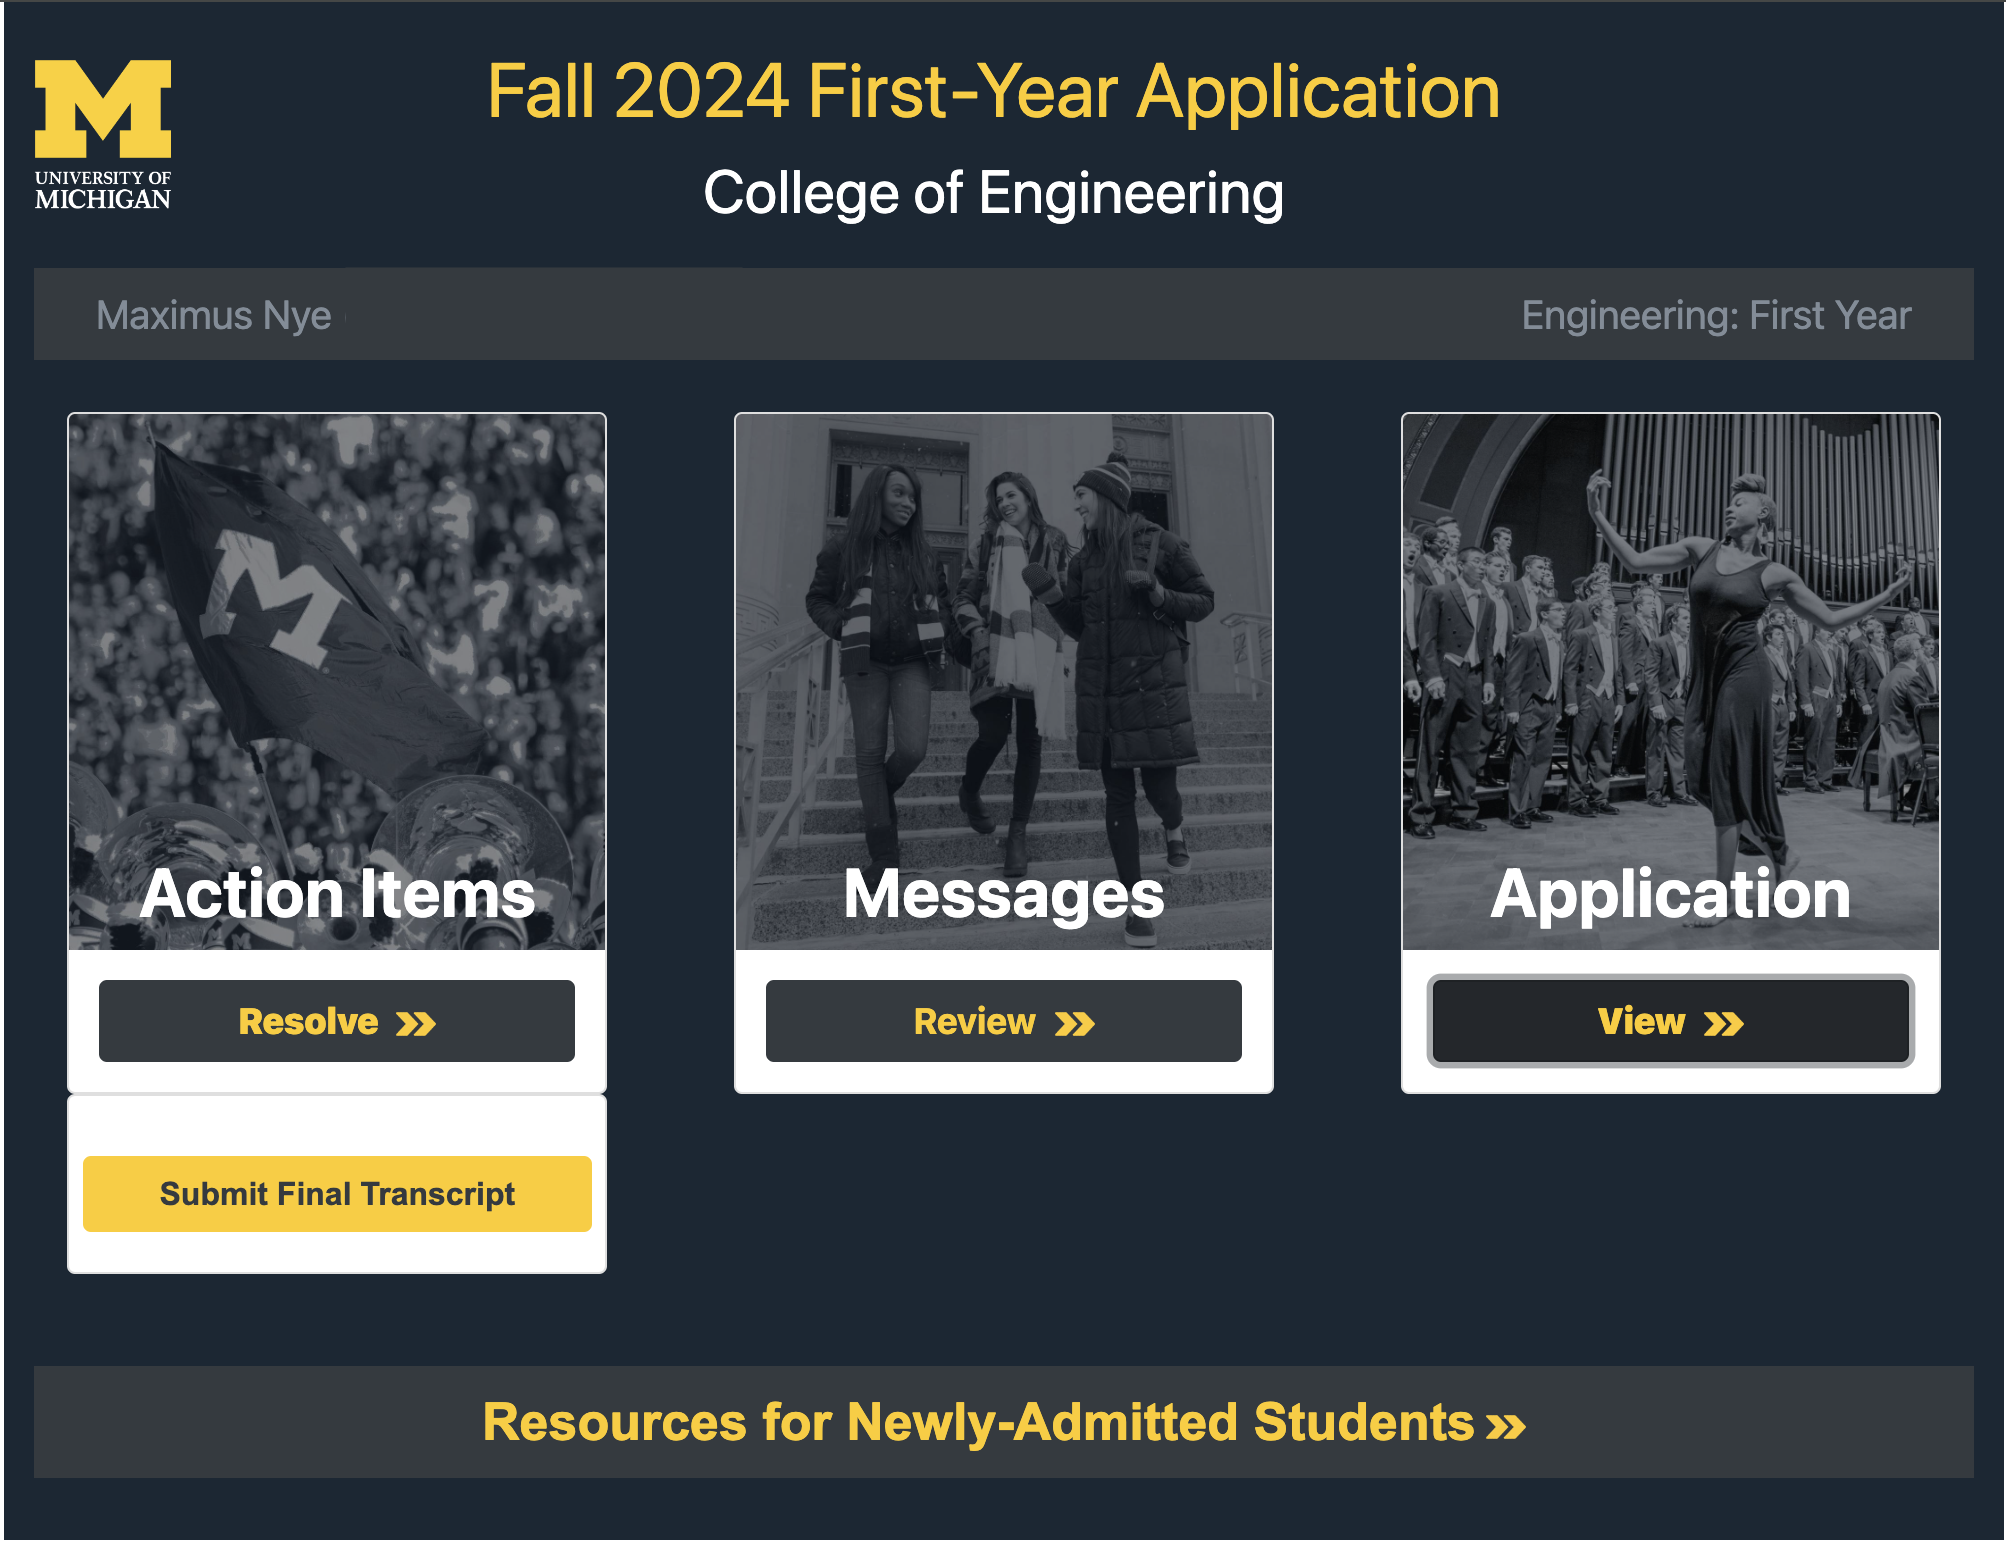 Fall 2024 First-Year Application
M
UNIVERSITY OF
MICHIGAN
College of Engineering
Maximus Nye
Engineering: First Year
M
Action Items
Messages
Application
Resolve »
Review »
View »
Submit Final Transcript
Resources for Newly-Admitted Students »